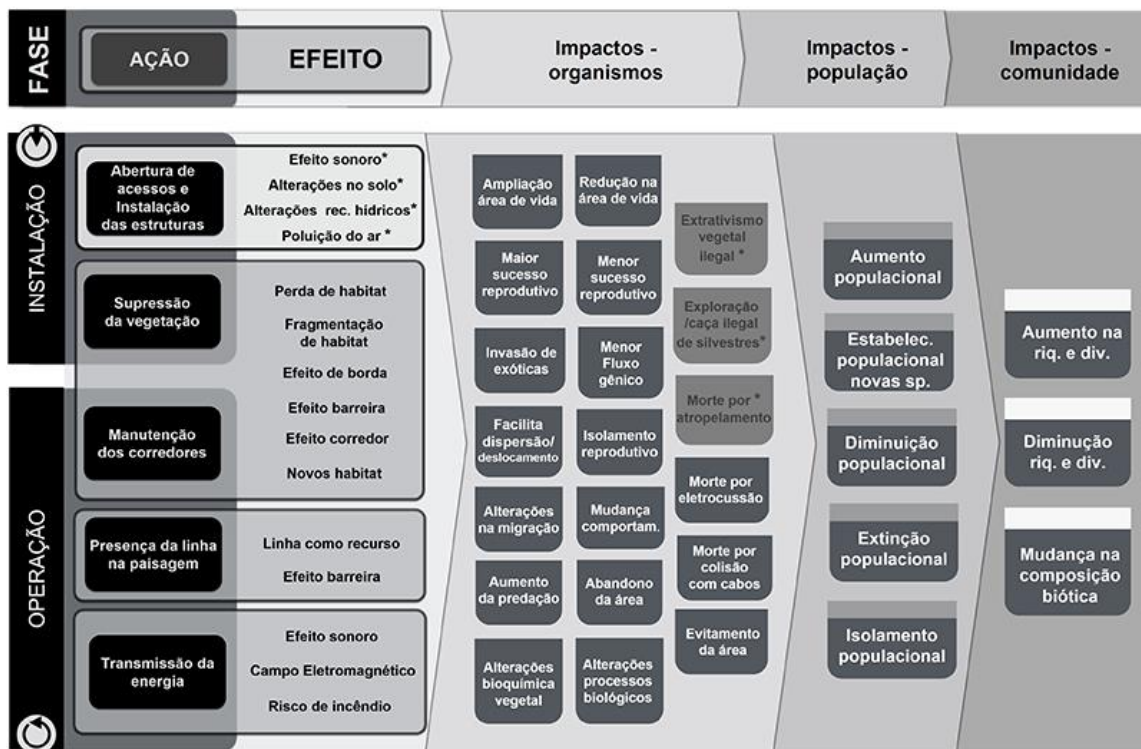 FASE
AÇÃO
EFEITO
Impactos -
organismos
Impactos -
população
Impactos -
comunidade
INSTALAÇÃO
Abertura de
acessos e
Instalação
das estruturas
Efeito sonoro*
Alterações no solo*
Alterações rec. hídricos*
Poluição do ar *
Supressão
da vegetação
Perda de habitat
Fragmentação
de habitat
Efeito de borda
OPERAÇÃO
Manutenção
dos corredores
Efeito barreira
Efeito corredor
Novos habitat
Presença da linha
na paisagem
Linha como recurso
Efeito barreira
Transmissão da
energia
Efeito sonoro
Campo Eletromagnético
Risco de incêndio
Ampliação
área de vida
Maior
sucesso
reprodutivo
Invasão de
exóticas
Facilita
dispersão/
deslocamento
Alterações
na migração
Aumento
da predação
Alterações
bioquímica
vegetal
Redução na
área de vida
Menor
sucesso
reprodutivo
Menor
Fluxo
gênico
Isolamento
reprodutivo
Mudança
comportam.
Abandono
da área
Alterações
processos
biológicos
Extrativismo
vegetal
ilegal *
Exploração
/caça ilegal
de silvestres*
Morte por *
atropelamento
Morte por
eletrocussão
Morte por
colisão
com cabos
Evitamento
da área
Aumento
populacional
Estabelec.
populacional
novas sp.
Diminuição
populacional
Extinção
populacional
Isolamento
populacional
Aumento na
riq. e div.
Diminução
riq. e div.
Mudança na
composição
biótica